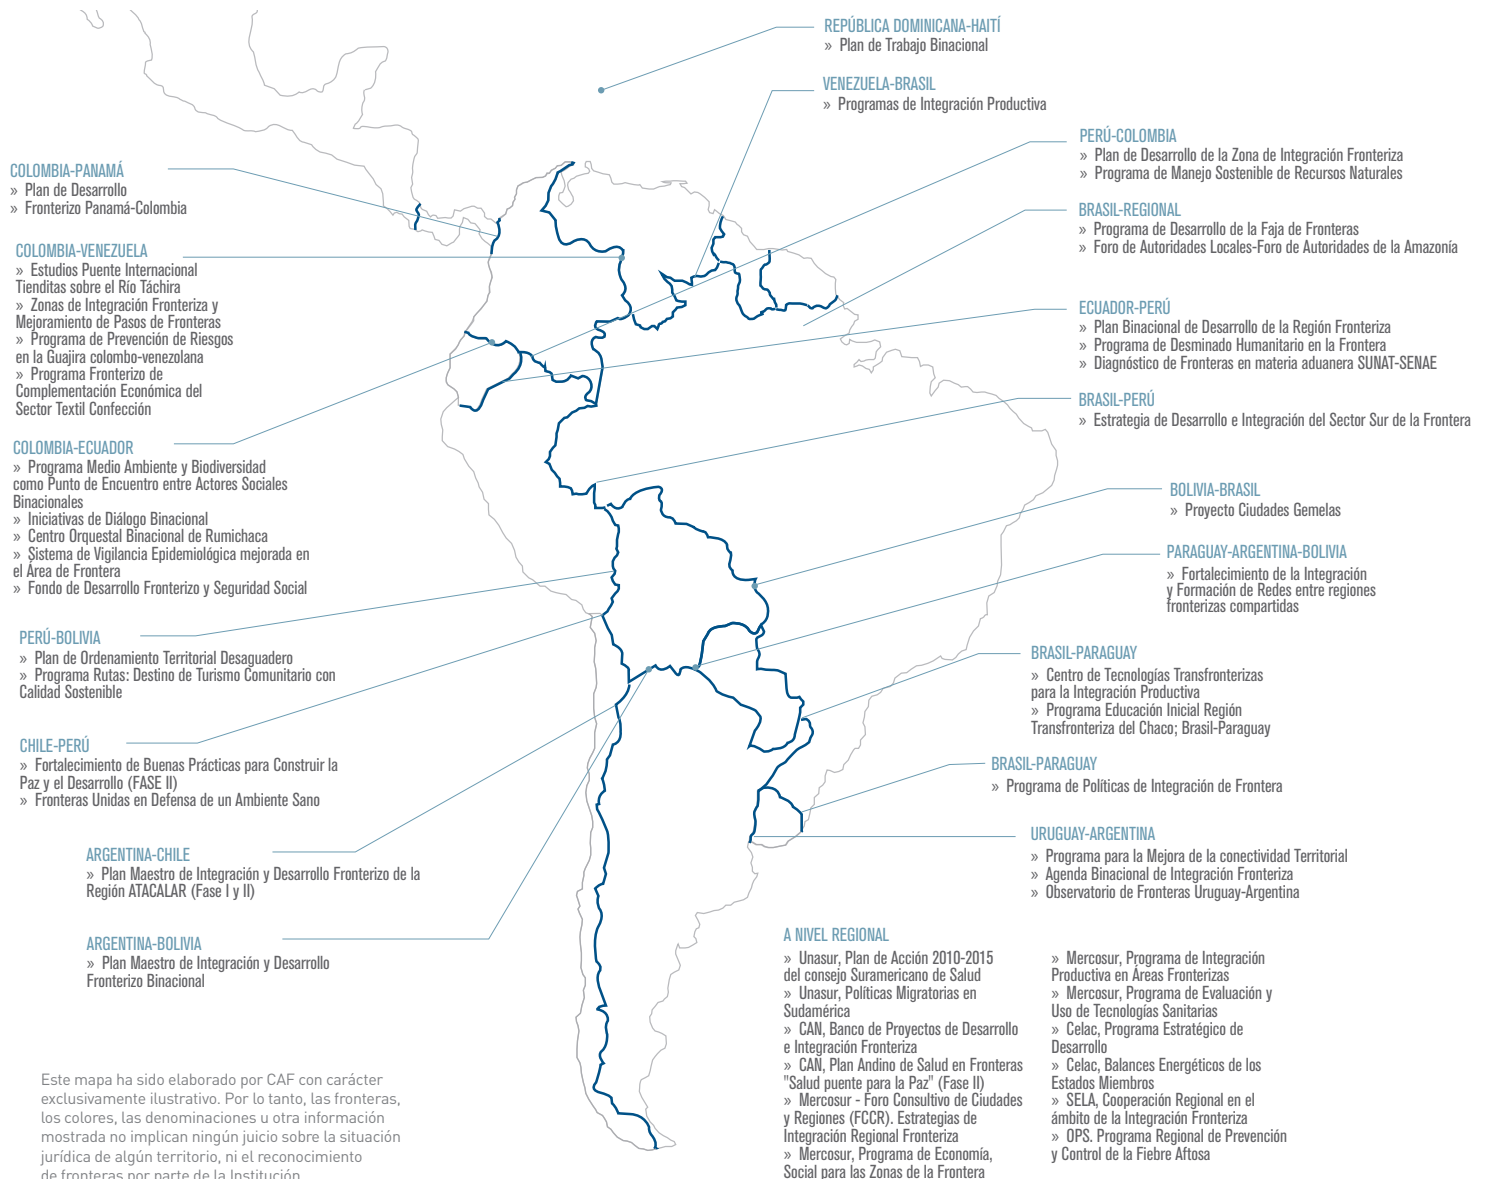 REPÚBLICA DOMINICANA-HAITÍ
» Plan de Trabajo Binacional
VENEZUELA-BRASIL
» Programas de Integración Productiva
PERÚ-COLOMBIA
» Plan de Desarrollo de la Zona de Integración Fronteriza
» Programa de Manejo Sostenible de Recursos Naturales
BRASIL-REGIONAL
» Programa de Desarrollo de la Faja de Fronteras
» Foro de Autoridades Locales-Foro de Autoridades de la Amazonía
ECUADOR-PERÚ
» Plan Binacional de Desarrollo de la Región Fronteriza
» Programa de Desminado Humanitario en la Frontera
» Diagnóstico de Fronteras en materia aduanera SUNAT-SENAE
BRASIL-PERÚ
» Estrategia de Desarrollo e Integración del Sector Sur de la Frontera
BOLIVIA-BRASIL
» Proyecto Ciudades Gemelas
PARAGUAY-ARGENTINA-BOLIVIA
» Fortalecimiento de la Integración
y Formación de Redes entre regiones
fronterizas compartidas
BRASIL-PARAGUAY
» Centro de Tecnologías Transfronterizas
para la Integración Productiva
» Programa Educación Inicial Región
Transfronteriza del Chaco; Brasil-Paraguay
BRASIL-PARAGUAY
» Programa de Políticas de Integración de Frontera
URUGUAY-ARGENTINA
» Programa para la Mejora de la conectividad Territorial
» Agenda Binacional de Integración Fronteriza
» Observatorio de Fronteras Uruguay-Argentina
COLOMBIA-PANAMÁ
» Plan de Desarrollo
» Fronterizo Panamá-Colombia
COLOMBIA-VENEZUELA
» Estudios Puente Internacional
Tienditas sobre el Río Táchira
» Zonas de Integración Fronteriza y
Mejoramiento de Pasos de Fronteras
» Programa de Prevención de Riesgos
en la Guajira colombo-venezolana
» Programa Fronterizo de
Complementación Económica del
Sector Textil Confección
COLOMBIA-ECUADOR
» Programa Medio Ambiente y Biodiversidad
como Punto de Encuentro entre Actores Sociales
Binacionales
» Iniciativas de Diálogo Binacional
» Centro Orquestal Binacional de Rumichaca
» Sistema de Vigilancia Epidemiológica mejorada en
el Área de Frontera
» Fondo de Desarrollo Fronterizo y Seguridad Social
PERÚ-BOLIVIA
» Plan de Ordenamiento Territorial Desaguadero
» Programa Rutas: Destino de Turismo Comunitario con
Calidad Sostenible
CHILE-PERÚ
» Fortalecimiento de Buenas Prácticas para Construir la
Paz y el Desarrollo (FASE II)
» Fronteras Unidas en Defensa de un Ambiente Sano
ARGENTINA-CHILE
» Plan Maestro de Integración y Desarrollo Fronterizo de la
Región ATACALAR (Fase I y II)
ARGENTINA-BOLIVIA
» Plan Maestro de Integración y Desarrollo
Fronterizo Binacional
A NIVEL REGIONAL
» Unasur, Plan de Acción 2010-2015
del consejo Suramericano de Salud
» Unasur, Políticas Migratorias en
Sudamérica
» CAN, Banco de Proyectos de Desarrollo
e Integración Fronteriza
» CAN, Plan Andino de Salud en Fronteras
"Salud puente para la Paz" (Fase II)
» Mercosur - Foro Consultivo de Ciudades
y Regiones (FCCR). Estrategias de
Integración Regional Fronteriza
» Mercosur, Programa de Economía,
Social para las Zonas de la Frontera
» Mercosur, Programa de Integración
Productiva en Áreas Fronterizas
» Mercosur, Programa de Evaluación y
Uso de Tecnologías Sanitarias
» Celac, Programa Estratégico de
Desarrollo
» Celac, Balances Energéticos de los
Estados Miembros
» SELA, Cooperación Regional en el
ámbito de la Integración Fronteriza
» OPS. Programa Regional de Prevención
y Control de la Fiebre Aftosa
Este mapa ha sido elaborado por CAF con carácter
exclusivamente ilustrativo. Por lo tanto, las fronteras,
los colores, las denominaciones u otra información
mostrada no implican ningún juicio sobre la situación
jurídica de algún territorio, ni el reconocimiento
de fronteras por parte de la Institución.